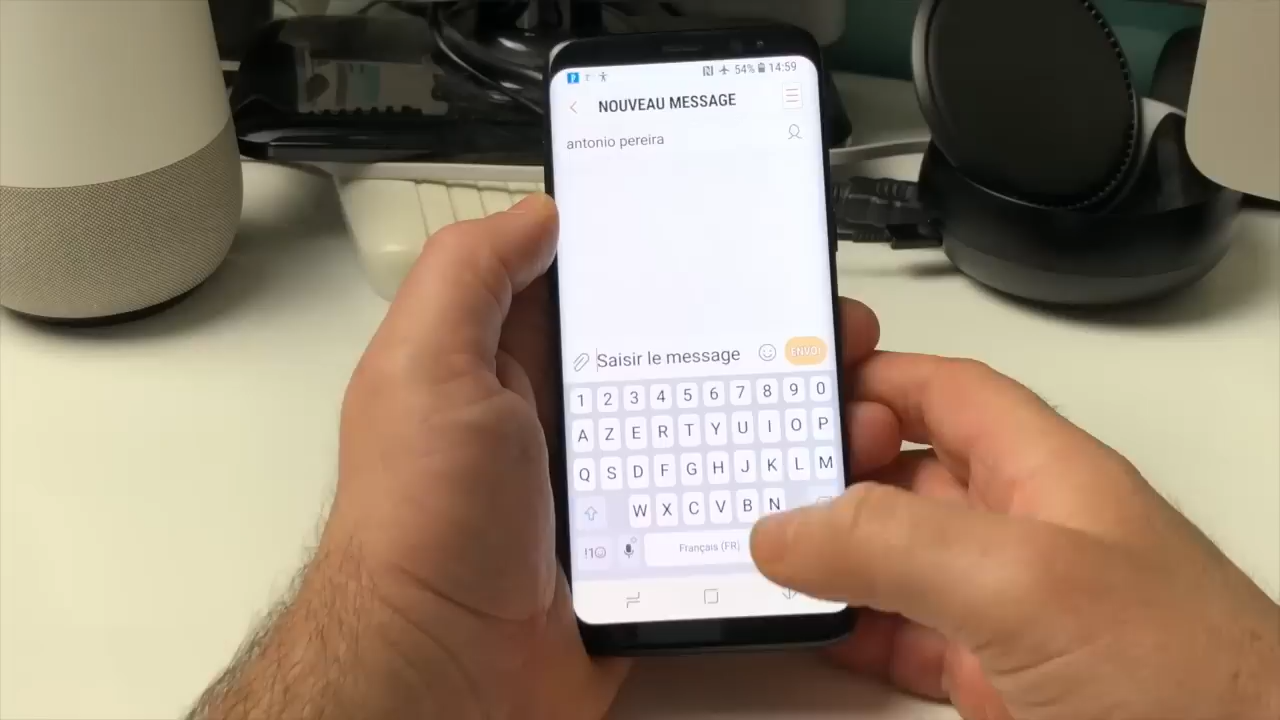 54% 14:59
NOUVEAU MESSAGE
antonio pereira
Saisir le message ENVOI
1 2 3 4 5 6 7 8 9 0
A Z E R T Y U I O P
Q S D F G H J K L M
W X C V B N
!1 Français (FR)